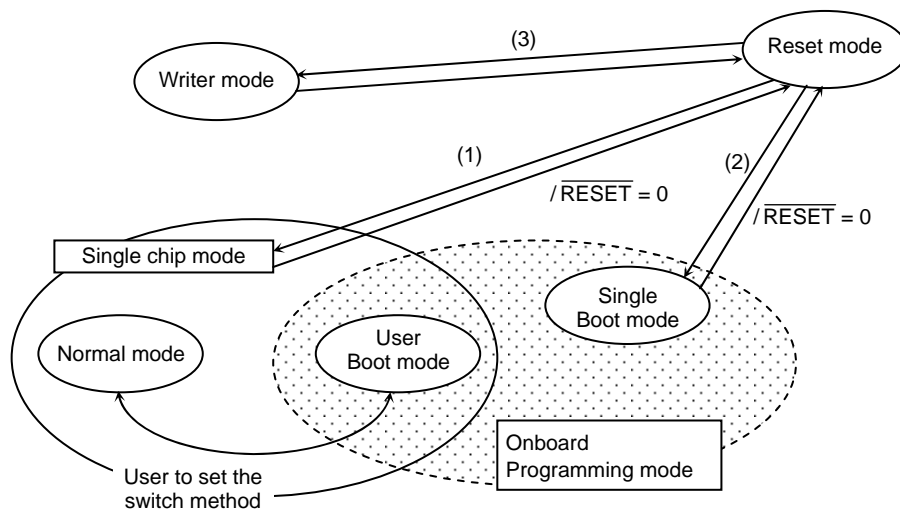 (3)
Reset mode
Writer mode
(1)
(2)
/RESET = 0
/RESET = 0
Single chip mode
Single
Boot mode
User
Boot mode
Normal mode
Onboard
Programming mode
User to set the
switch method